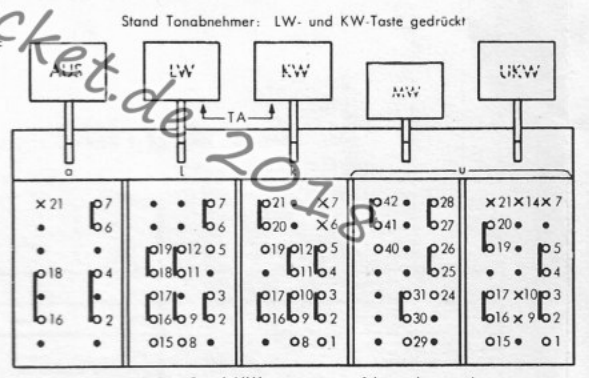 Stand Tonabnehmer: LW- und KW-Taste gedrückt
AUS LW KW MW UKW
TA
a l k u
x 21 7 7 21 x 7 42 28 x 21 x 14 x 7
6 6 20 x 6 41 27 20
19 12 5 19 12 5 40 26 19 5
18 4 18 11 11 4 25 4
17 3 17 10 3 31 24 17 x 10 3
16 2 16 9 2 16 9 2 30 16 x 9 2
15 8 8 1 29 15 1
cket.de 2018